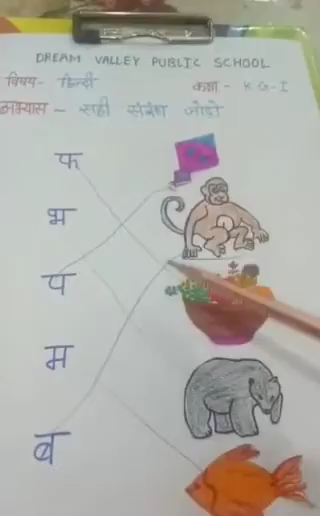 DREAM VALLEY PUBLIC SCHOOL
विषय - हिन्दी कक्षा - K G - I
अभ्यास - सही संबंध जोडो
फ
भ
प
म
ब